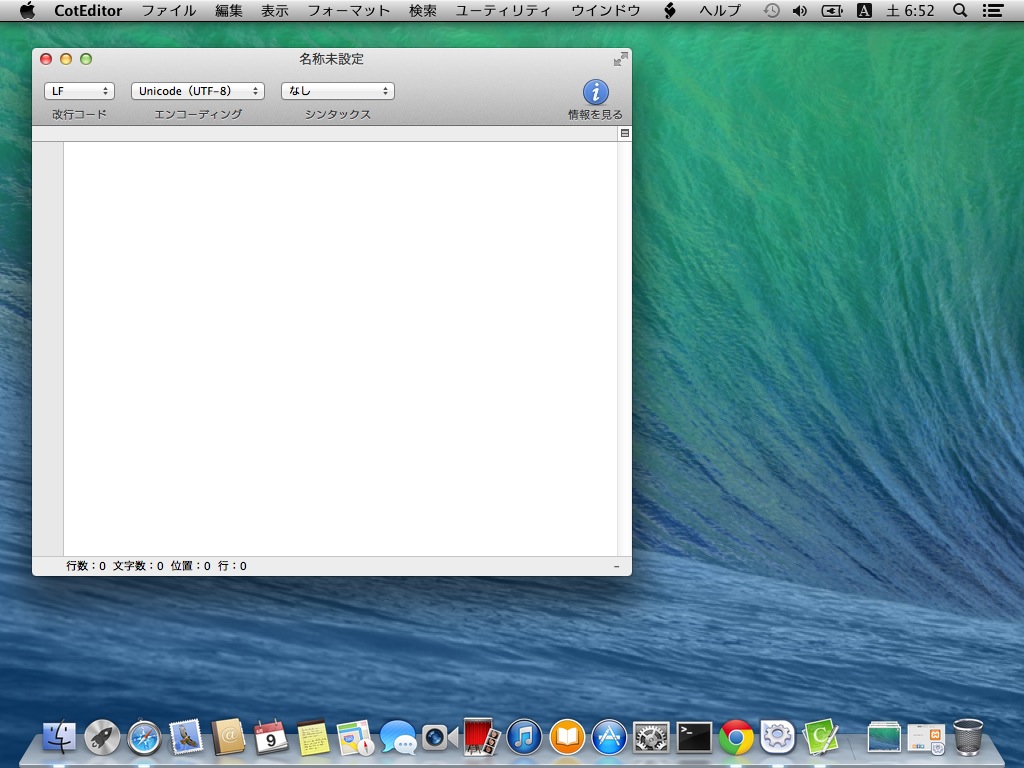 CotEditor ファイル 編集 表示 フォーマット 検索 ユーティリティ ウインドウ ヘルプ A 土 6:52
名称未設定
LF Unicode（UTF-8） なし
改行コード エンコーディング シンタックス 情報を見る
行数：0 文字数：0 位置：0 行：0 –
9